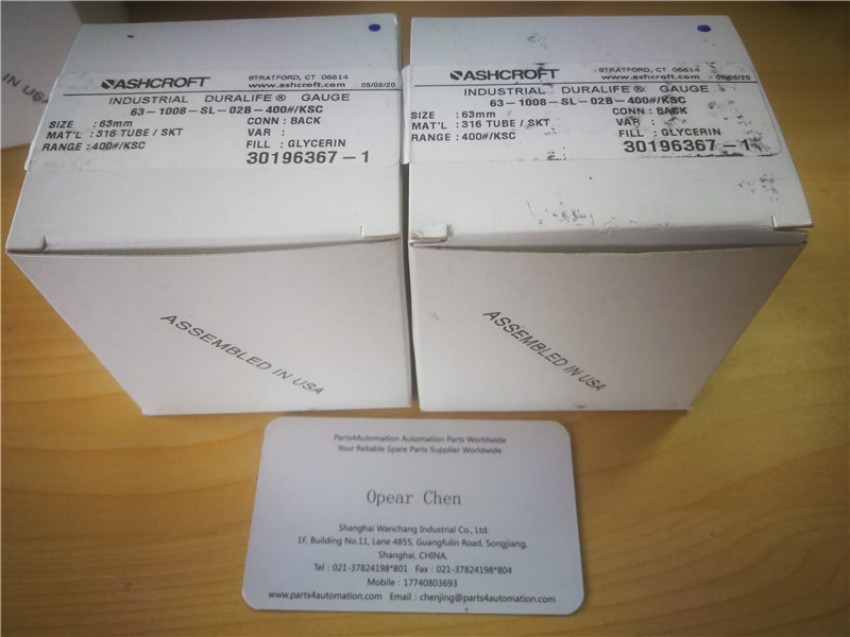 IN USA
ASHCROFT
STRATFORD, CT 06614
www.ashcroft.com 05/06/20
INDUSTRIAL DURALIFE® GAUGE
63-1008-SL-02B-400#/KSC
SIZE : 63mm
CONN : BACK
MAT'L : 316 TUBE / SKT
VAR :
RANGE : 400#/KSC
FILL : GLYCERIN
30196367-1
ASSEMBLED IN USA
ASHCROFT
STRATFORD, CT 06614
www.ashcroft.com 05/06/20
INDUSTRIAL DURALIFE® GAUGE
63-1008-SL-02B-400#/KSC
SIZE : 63mm
CONN : BACK
MAT'L : 316 TUBE / SKT
VAR :
RANGE : 400#/KSC
FILL : GLYCERIN
30196367-1
ASSEMBLED IN USA
Parts4Automation Automation Parts Worldwide
Your Reliable Spare Parts Supplier Worldwide
Opear Chen
Shanghai Wanchang Industrial Co., Ltd.
1F, Building No.11, Lane 4855, Guangfulin Road, Songjiang,
Shanghai, CHINA.
Tel : 021-37824198*801 Fax : 021-37824198*804
Mobile : 17740803693
www.parts4automation.com Email : chenjing@parts4automation.com